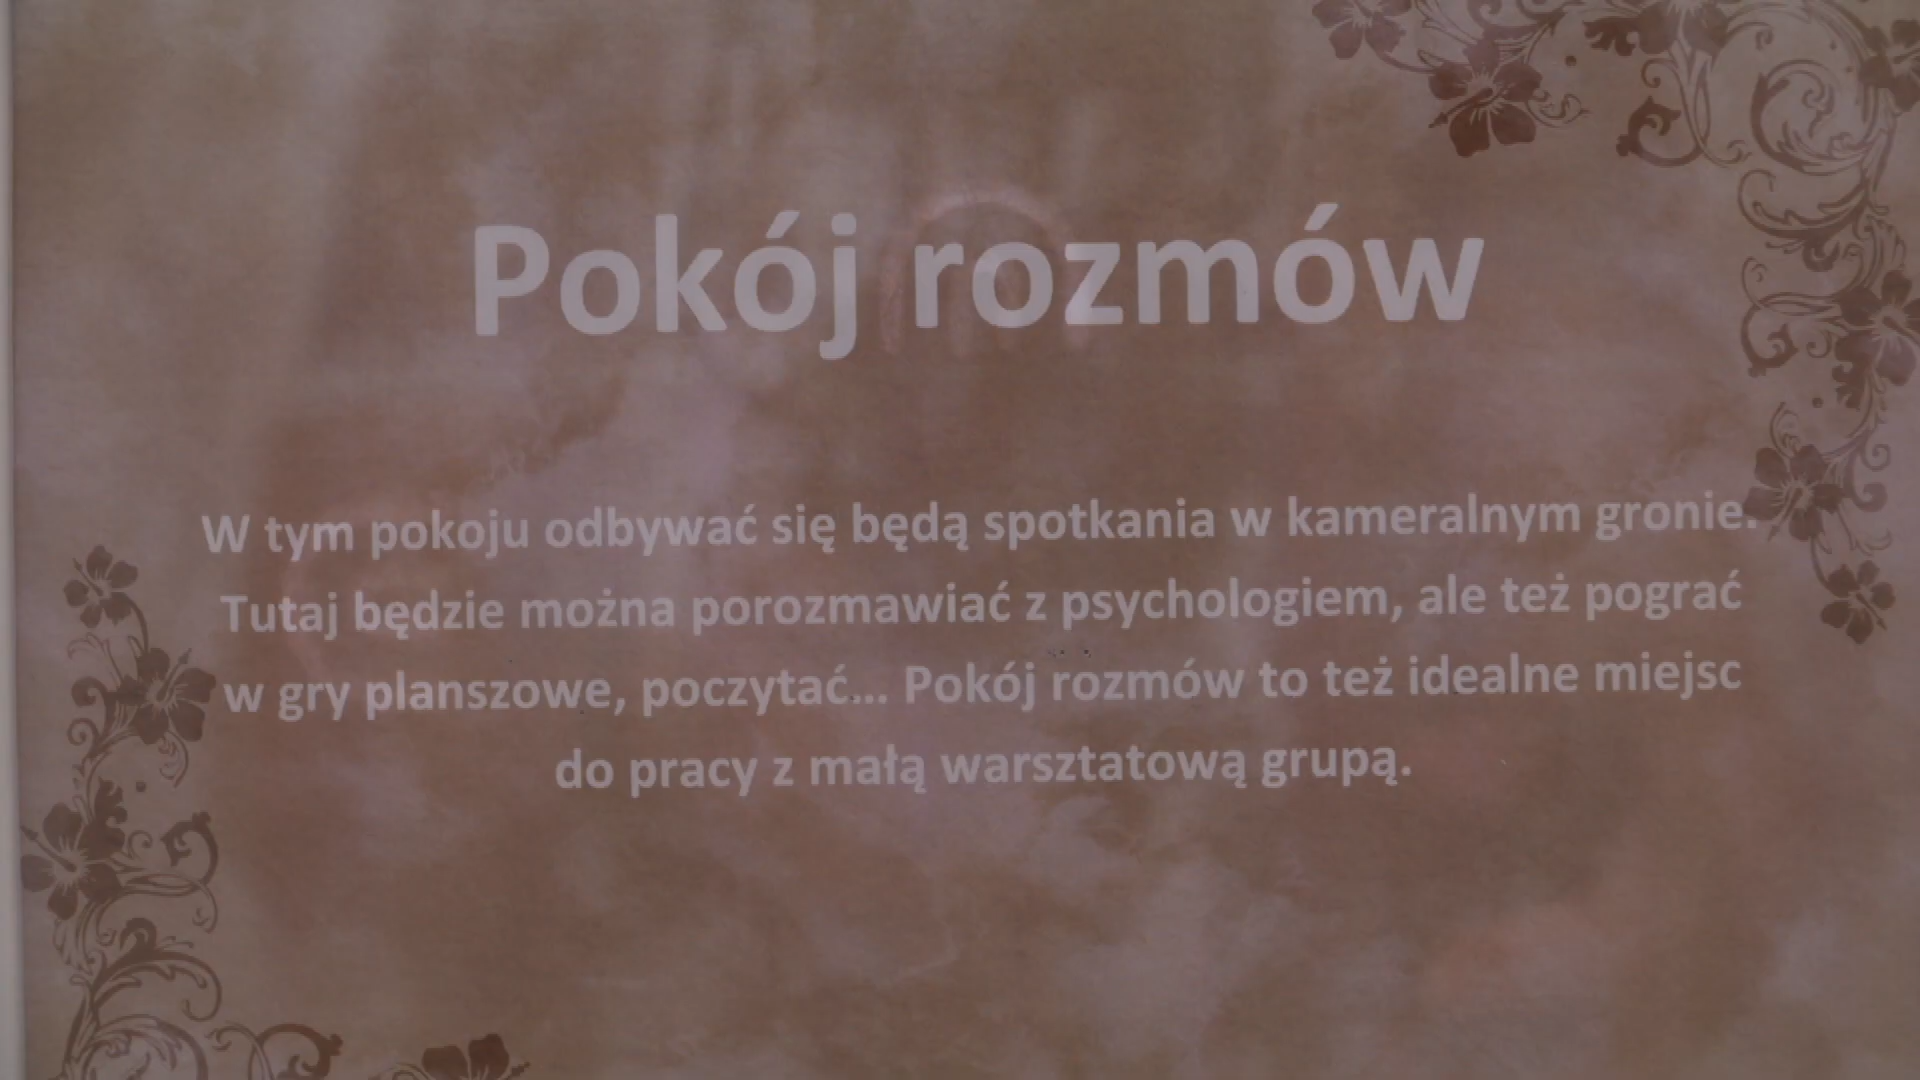 Pokój rozmów
W tym pokoju odbywać się będą spotkania w kameralnym gronie.
Tutaj będzie można porozmawiać z psychologiem, ale też pograć
w gry planszowe, poczytać... Pokój rozmów to też idealne miejsc
do pracy z małą warsztatową grupą.